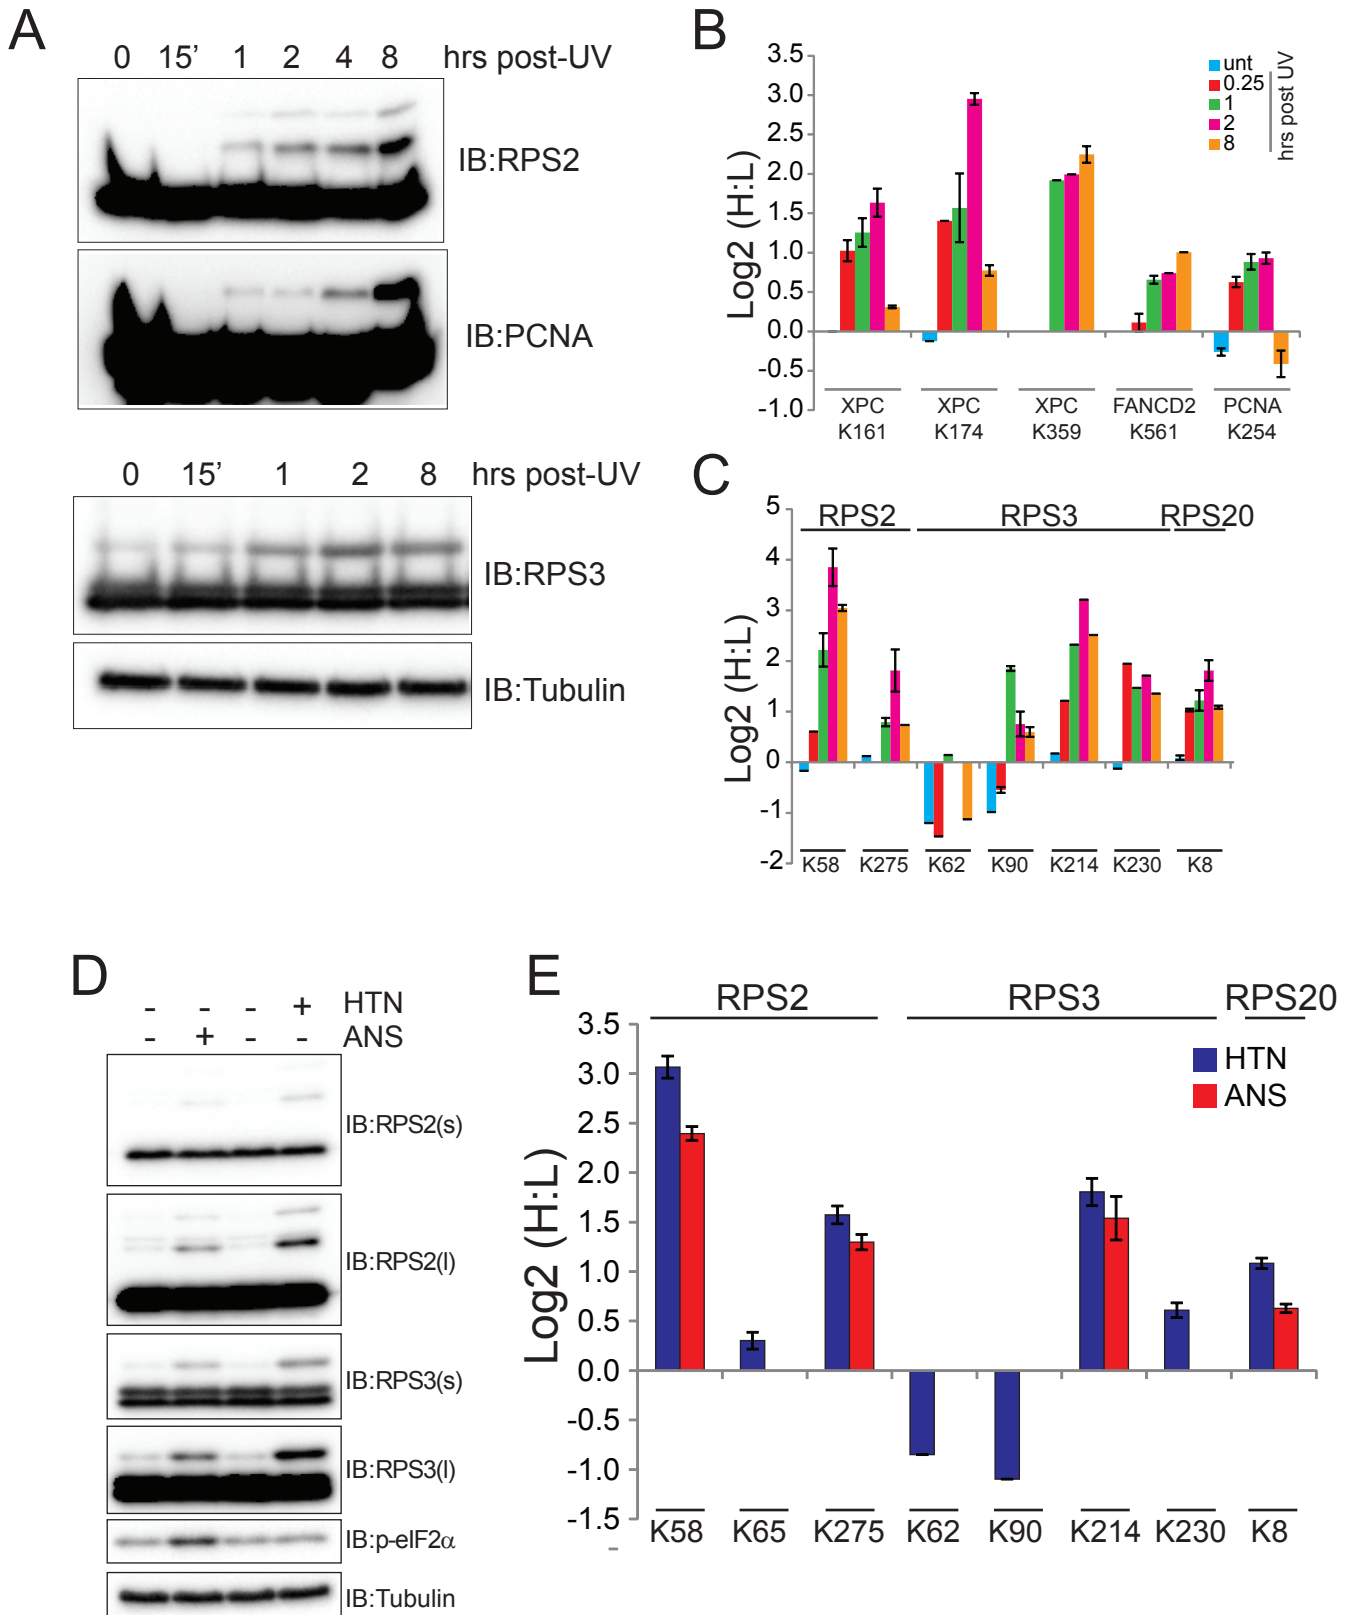 A
0 15' 1 2 4 8 hrs post-UV
IB:RPS2
IB:PCNA
0 15' 1 2 8 hrs post-UV
IB:RPS3
IB:Tubulin
B
Log2 (H:L)
3.5
3.0
2.5
2.0
1.5
1.0
0.5
0.0
-0.5
-1.0
unt
0.25
1
2
8
hrs post UV
XPC XPC XPC FANCD2 PCNA
K161 K174 K359 K561 K254
C
RPS2 RPS3 RPS20
Log2 (H:L)
5
4
3
2
1
0
-1
-2
K58 K275 K62 K90 K214 K230 K8
D
- - - + HTN
- + - - ANS
IB:RPS2(s)
IB:RPS2(l)
IB:RPS3(s)
IB:RPS3(l)
IB:p-eIF2α
IB:Tubulin
E
RPS2 RPS3 RPS20
Log2 (H:L)
3.5
3.0
2.5
2.0
1.5
1.0
0.5
0.0
-0.5
-1.0
-1.5
HTN
ANS
K58 K65 K275 K62 K90 K214 K230 K8